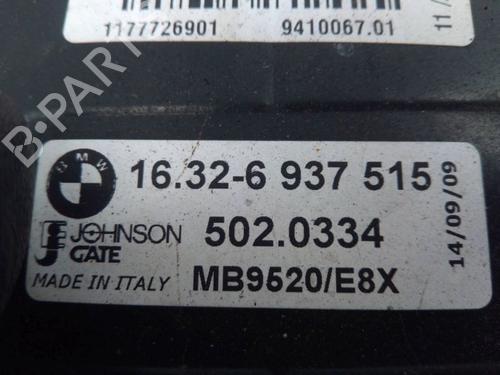 1177726901 9410067.01 11/
B-PARTS
BMW
16.32-6 937 515
JOHNSON
GATE
502.0334
MADE IN ITALY
MB9520/E8X
14/09/09